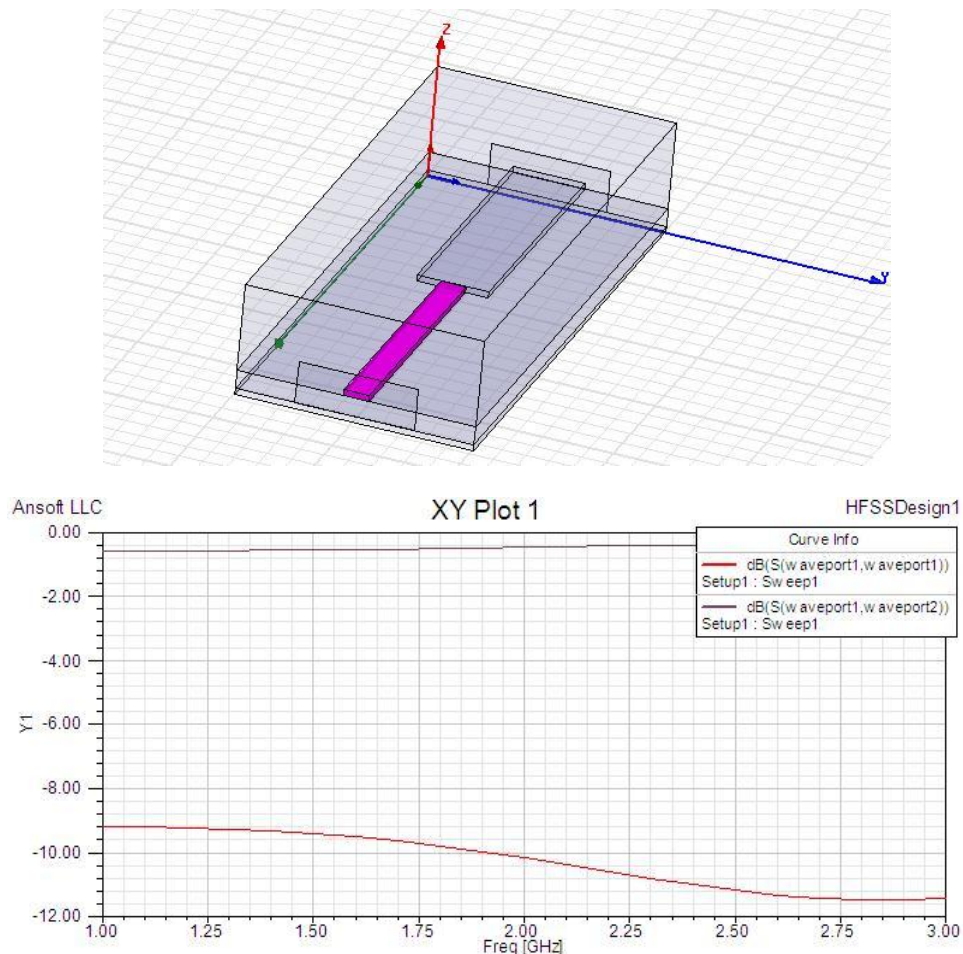 Z
Y
Ansoft LLC
XY Plot 1
HFSSDesign1
Curve Info
dB(S(waveport1,waveport1))
Setup1 : Sweep1
dB(S(waveport1,waveport2))
Setup1 : Sweep1
0.00
-2.00
-4.00
-6.00
-8.00
-10.00
-12.00
Y1
1.00 1.25 1.50 1.75 2.00 2.25 2.50 2.75 3.00
Freq [GHz]